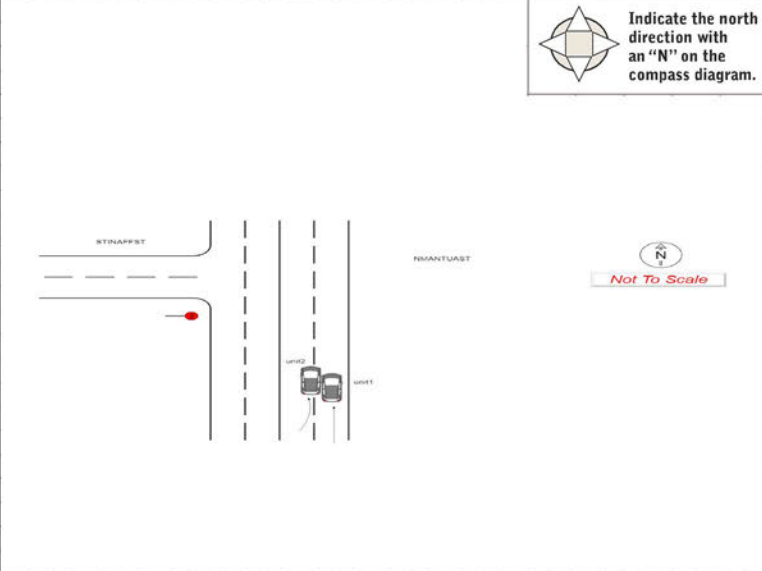 Indicate the north
direction with
an “N” on the
compass diagram.
STINAFFST
NMANTUAST
N
Not To Scale
unit2
unit1